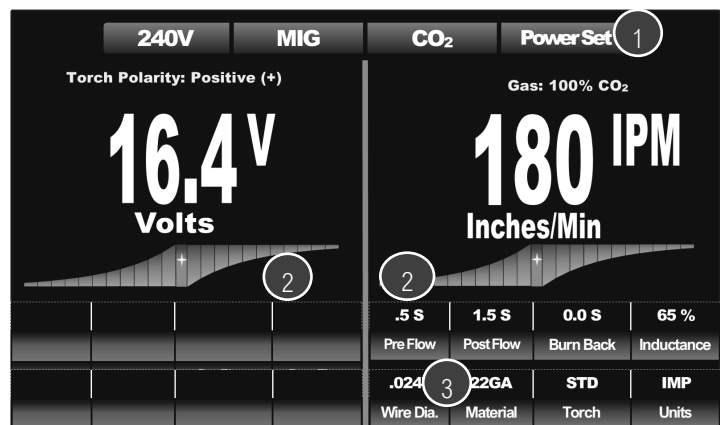 240V MIG CO₂ Power Set 1
Torch Polarity: Positive (+)
Gas: 100% CO₂
16.4 V
Volts
180 IPM
Inches/Min
2
2
.5 S 1.5 S 0.0 S 65 %
Pre Flow Post Flow Burn Back Inductance
.024 3 22GA STD IMP
Wire Dia. Material Torch Units